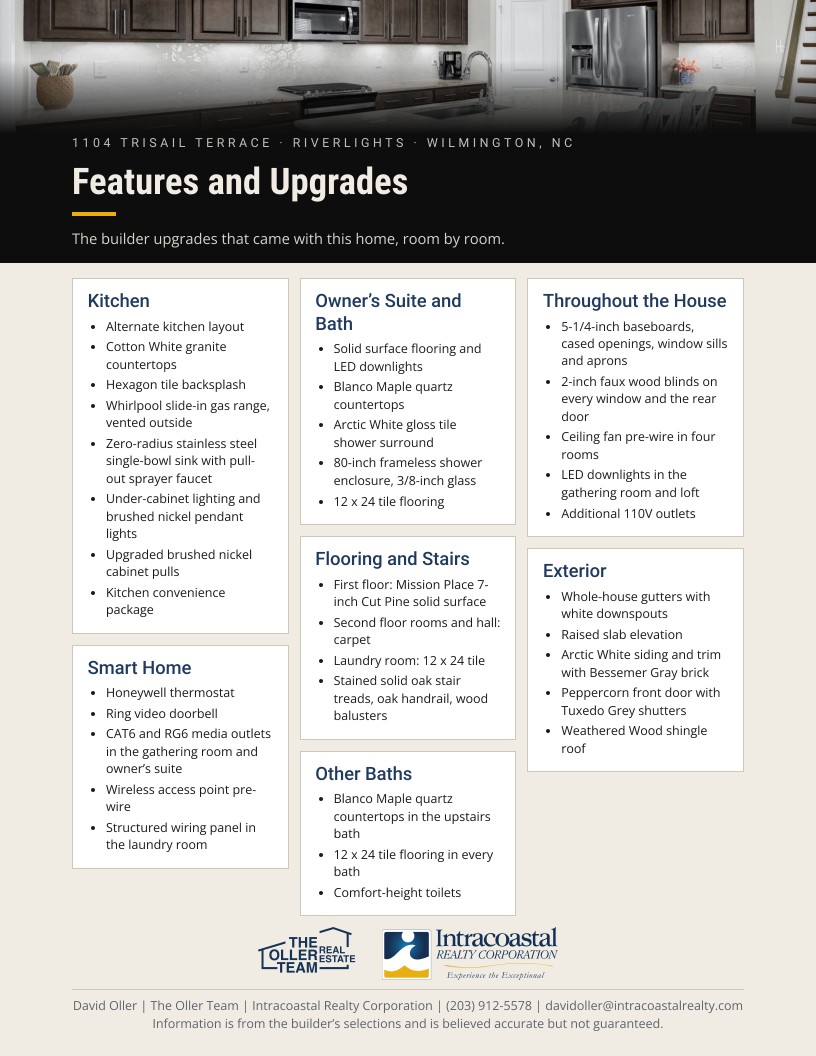 1104 TRISAIL TERRACE · RIVERLIGHTS · WILMINGTON, NC
Features and Upgrades
The builder upgrades that came with this home, room by room.
Kitchen
• Alternate kitchen layout
• Cotton White granite
countertops
• Hexagon tile backsplash
• Whirlpool slide-in gas range,
vented outside
• Zero-radius stainless steel
single-bowl sink with pull-
out sprayer faucet
• Under-cabinet lighting and
brushed nickel pendant
lights
• Upgraded brushed nickel
cabinet pulls
• Kitchen convenience
package
Smart Home
• Honeywell thermostat
• Ring video doorbell
• CAT6 and RG6 media outlets
in the gathering room and
owner’s suite
• Wireless access point pre-
wire
• Structured wiring panel in
the laundry room
Owner’s Suite and
Bath
• Solid surface flooring and
LED downlights
• Blanco Maple quartz
countertops
• Arctic White gloss tile
shower surround
• 80-inch frameless shower
enclosure, 3/8-inch glass
• 12 x 24 tile flooring
Flooring and Stairs
• First floor: Mission Place 7-
inch Cut Pine solid surface
• Second floor rooms and hall:
carpet
• Laundry room: 12 x 24 tile
• Stained solid oak stair
treads, oak handrail, wood
balusters
Other Baths
• Blanco Maple quartz
countertops in the upstairs
bath
• 12 x 24 tile flooring in every
bath
• Comfort-height toilets
Throughout the House
• 5-1/4-inch baseboards,
cased openings, window sills
and aprons
• 2-inch faux wood blinds on
every window and the rear
door
• Ceiling fan pre-wire in four
rooms
• LED downlights in the
gathering room and loft
• Additional 110V outlets
Exterior
• Whole-house gutters with
white downspouts
• Raised slab elevation
• Arctic White siding and trim
with Bessemer Gray brick
• Peppercorn front door with
Tuxedo Grey shutters
• Weathered Wood shingle
roof
THE
OLLER
TEAM
REAL
ESTATE
Intracoastal
REALTY CORPORATION
Experience the Exceptional
David Oller | The Oller Team | Intracoastal Realty Corporation | (203) 912-5578 | davidoller@intracoastalrealty.com
Information is from the builder’s selections and is believed accurate but not guaranteed.